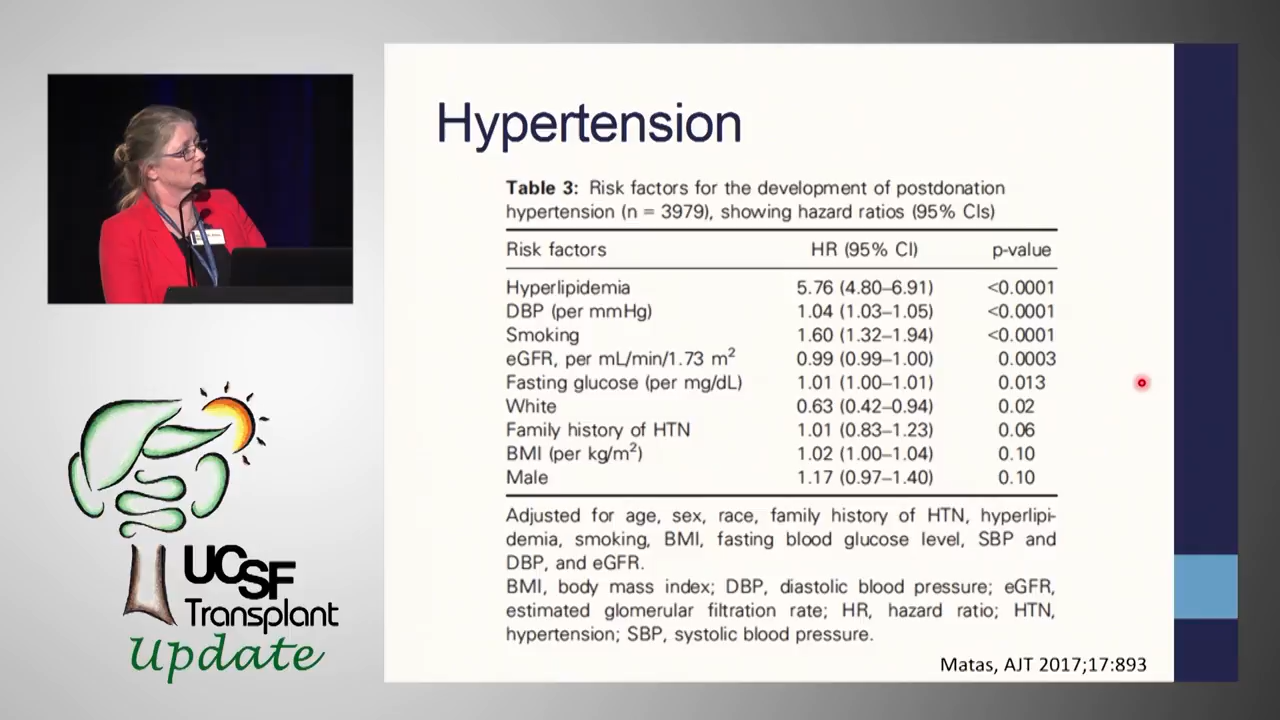 Hypertension
Table 3: Risk factors for the development of postdonation
hypertension (n = 3979), showing hazard ratios (95% CIs)
Risk factors HR (95% CI) p-value
Hyperlipidemia 5.76 (4.80–6.91) <0.0001
DBP (per mmHg) 1.04 (1.03–1.05) <0.0001
Smoking 1.60 (1.32–1.94) <0.0001
eGFR, per mL/min/1.73 m² 0.99 (0.99–1.00) 0.0003
Fasting glucose (per mg/dL) 1.01 (1.00–1.01) 0.013
White 0.63 (0.42–0.94) 0.02
Family history of HTN 1.01 (0.83–1.23) 0.06
BMI (per kg/m²) 1.02 (1.00–1.04) 0.10
Male 1.17 (0.97–1.40) 0.10
Adjusted for age, sex, race, family history of HTN, hyperlipi-
demia, smoking, BMI, fasting blood glucose level, SBP and
DBP, and eGFR.
BMI, body mass index; DBP, diastolic blood pressure; eGFR,
estimated glomerular filtration rate; HR, hazard ratio; HTN,
hypertension; SBP, systolic blood pressure.
Matas, AJT 2017;17:893
UCSF
Transplant
Update